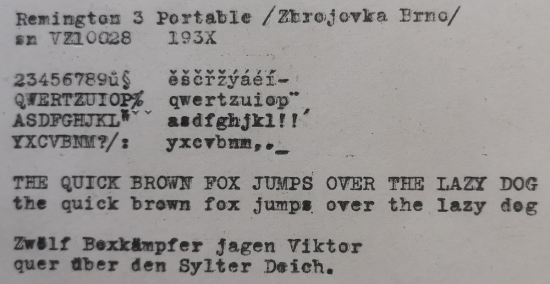 Remington 3 Portable /Zbrojovka Brno/
sn VZ10028    193X
23456789ů§    ěščřžýáéí-
QWERTZUIOP%    qwertzuiop¨
ASDFGHJKL"ˇˇ    asdfghjkl!!´
YXCVBNM?/:    yxcvbnm,._
THE QUICK BROWN FOX JUMPS OVER THE LAZY DOG
the quick brown fox jumps over the lazy dog
Zwölf Boxkämpfer jagen Viktor
quer über den Sylter Deich.